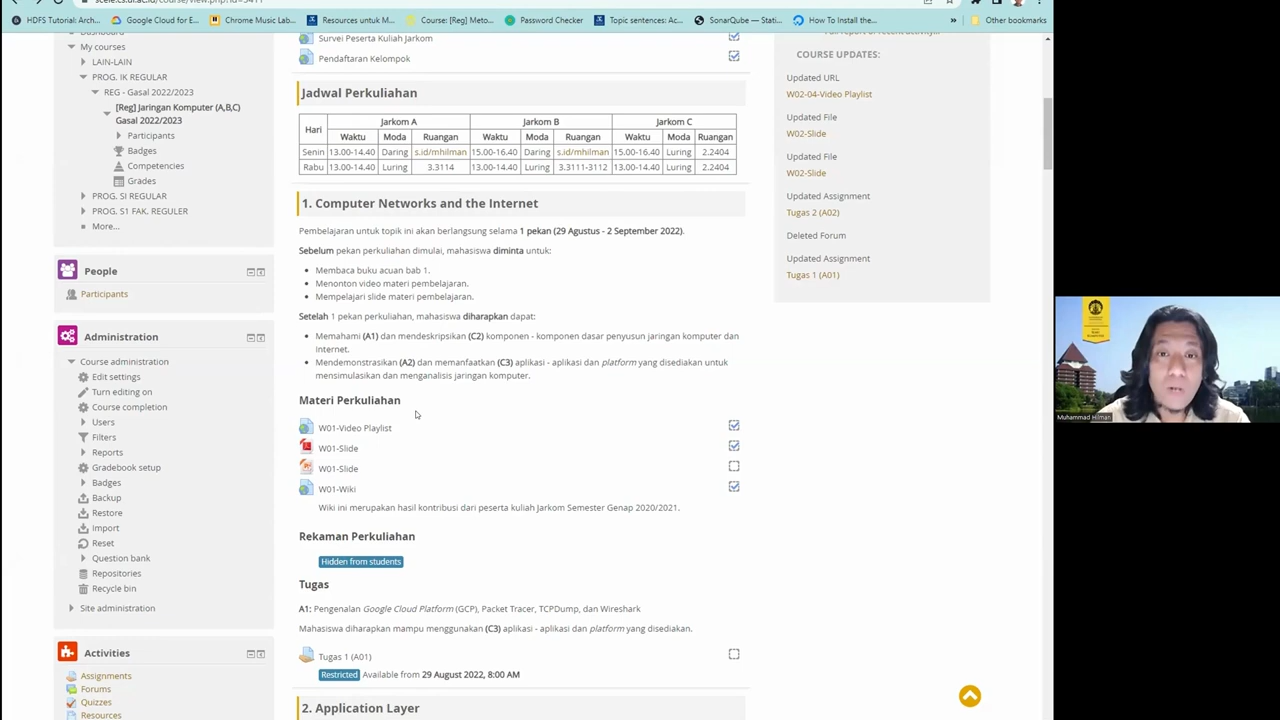 HDFS Tutorial: Arch...
Google Cloud for E...
Chrome Music Lab...
Resources untuk M...
Course: [Reg] Meto...
Password Checker
Topic sentences: Ac...
SonarQube — Stati...
How To Install the...
»
Other bookmarks
My courses
LAIN-LAIN
PROG. IK REGULAR
REG - Gasal 2022/2023
[Reg] Jaringan Komputer (A,B,C)
Gasal 2022/2023
Participants
Badges
Competencies
Grades
PROG. SI REGULAR
PROG. S1 FAK. REGULER
More...
People
Participants
Administration
Course administration
Edit settings
Turn editing on
Course completion
Users
Filters
Reports
Gradebook setup
Badges
Backup
Restore
Import
Reset
Question bank
Repositories
Recycle bin
Site administration
Activities
Assignments
Forums
Quizzes
Resources
Survei Peserta Kuliah Jarkom
Pendaftaran Kelompok
Jadwal Perkuliahan
Hari Jarkom A Jarkom B Jarkom C
Waktu Moda Ruangan Waktu Moda Ruangan Waktu Moda Ruangan
Senin 13.00-14.40 Daring s.id/mhilman 15.00-16.40 Daring s.id/mhilman 15.00-16.40 Luring 2.2404
Rabu 13.00-14.40 Luring 3.3114 13.00-14.40 Luring 3.3111-3112 13.00-14.40 Luring 2.2404
1. Computer Networks and the Internet
Pembelajaran untuk topik ini akan berlangsung selama 1 pekan (29 Agustus - 2 September 2022).
Sebelum pekan perkuliahan dimulai, mahasiswa diminta untuk:
• Membaca buku acuan bab 1.
• Menonton video materi pembelajaran.
• Mempelajari slide materi pembelajaran.
Setelah 1 pekan perkuliahan, mahasiswa diharapkan dapat:
• Memahami (A1) dan mendeskripsikan (C2) komponen - komponen dasar penyusun jaringan komputer dan
Internet.
• Mendemonstrasikan (A2) dan memanfaatkan (C3) aplikasi - aplikasi dan platform yang disediakan untuk
mensimulasikan dan menganalisis jaringan komputer.
Materi Perkuliahan
W01-Video Playlist
W01-Slide
W01-Slide
W01-Wiki
Wiki ini merupakan hasil kontribusi dari peserta kuliah Jarkom Semester Genap 2020/2021.
Rekaman Perkuliahan
Hidden from students
Tugas
A1: Pengenalan Google Cloud Platform (GCP), Packet Tracer, TCPDump, dan Wireshark
Mahasiswa diharapkan mampu menggunakan (C3) aplikasi - aplikasi dan platform yang disediakan.
Tugas 1 (A01)
Restricted Available from 29 August 2022, 8:00 AM
2. Application Layer
COURSE UPDATES:
Updated URL
W02-04-Video Playlist
Updated File
W02-Slide
Updated File
W02-Slide
Updated Assignment
Tugas 2 (A02)
Deleted Forum
Updated Assignment
Tugas 1 (A01)
Muhammad Hilman